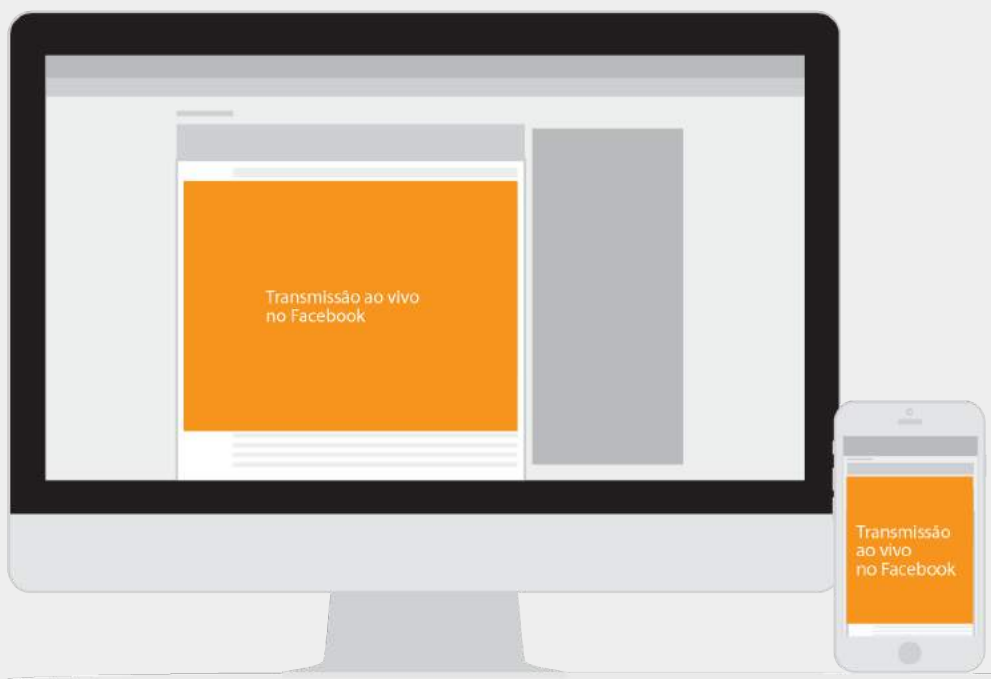 Transmissão ao vivo
no Facebook
Transmissão
ao vivo
no Facebook